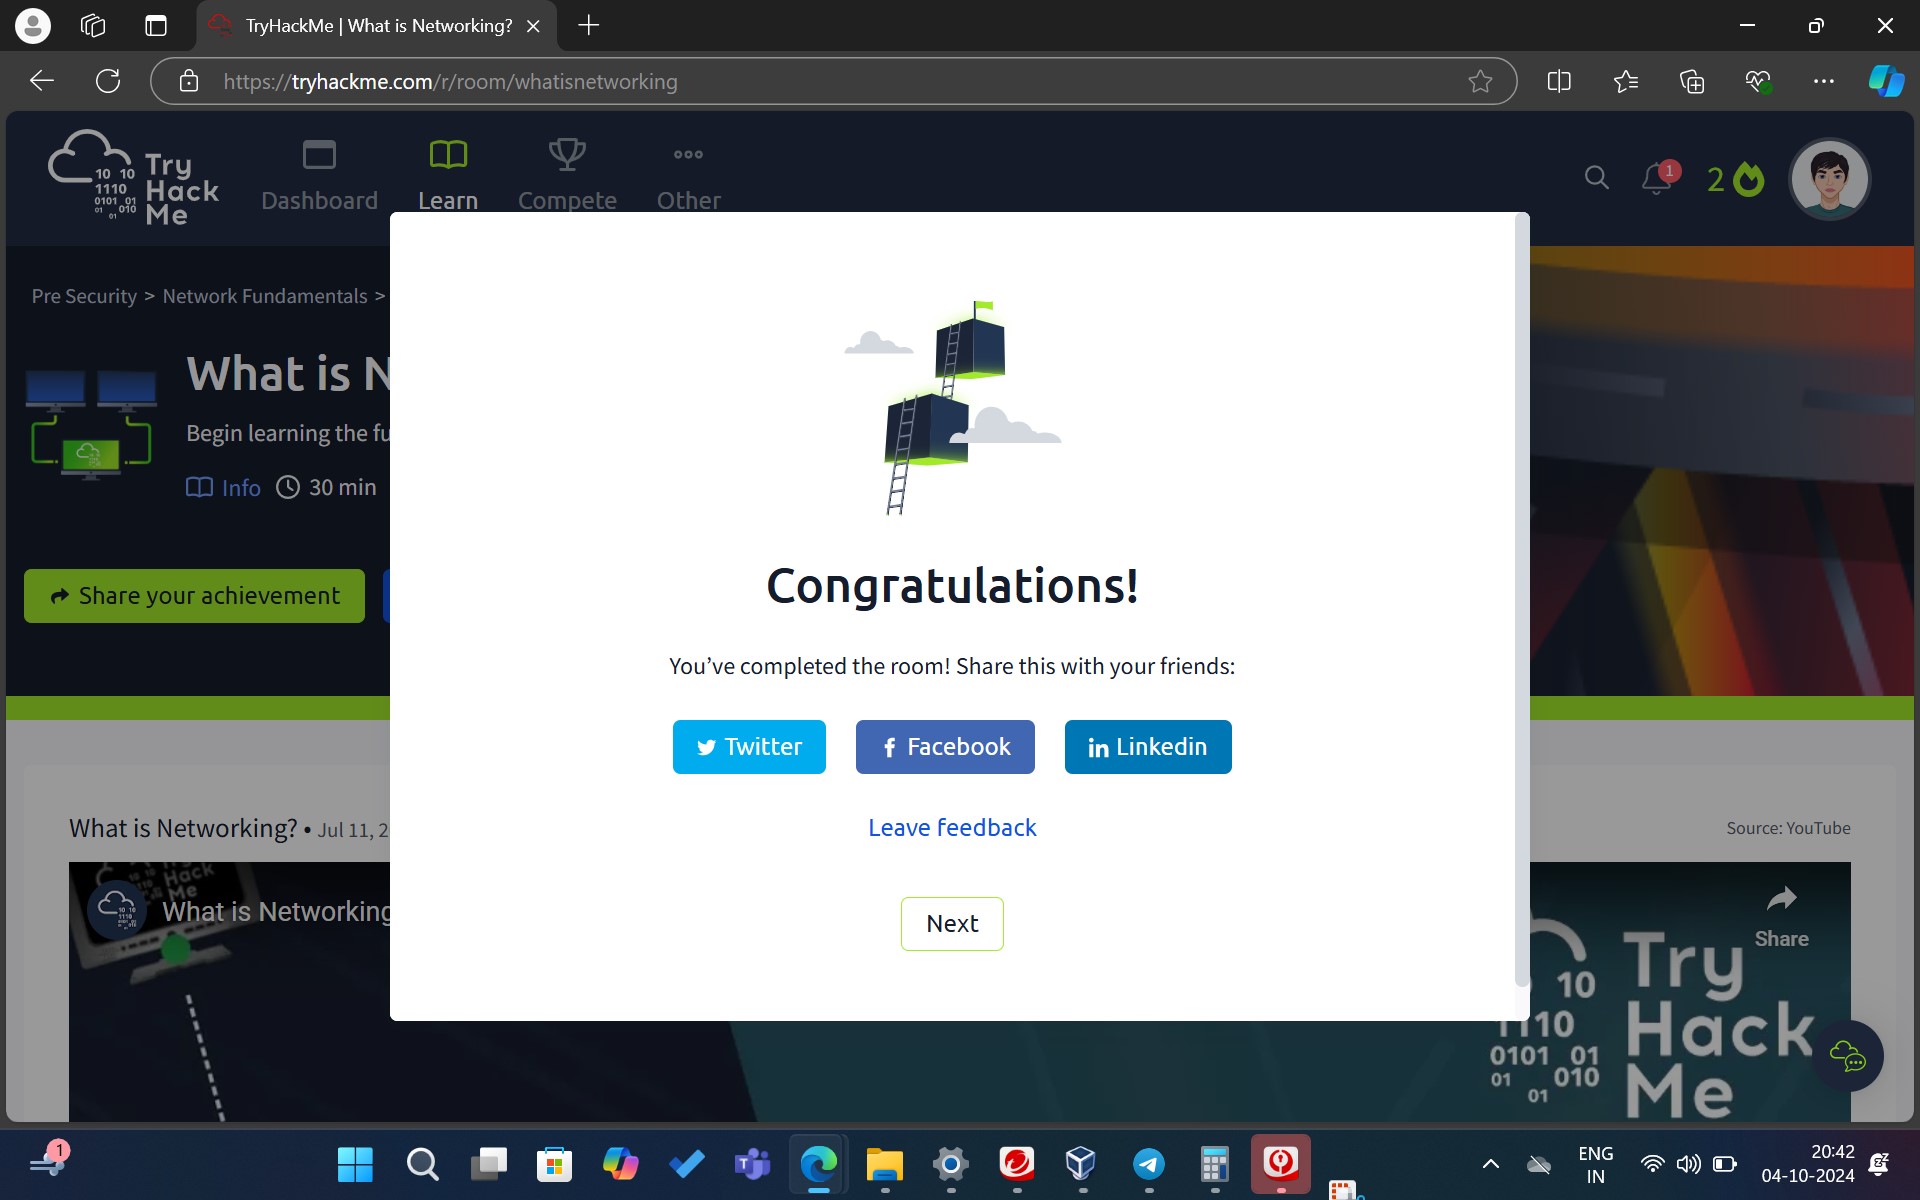 TryHackMe | What is Networking?
https://tryhackme.com/r/room/whatisnetworking
Try
Hack
Me
10 10
1110
0101 01
01 010
01
Dashboard
Learn
Compete
Other
1
2
Pre Security > Network Fundamentals >
What is N
Begin learning the fu
Info
30 min
Share your achievement
Congratulations!
You've completed the room! Share this with your friends:
Twitter
Facebook
Linkedin
Leave feedback
Next
What is Networking? • Jul 11, 2
Source: YouTube
Hack
Me
What is Networking
Share
Try
Hack
Me
10
1110
0101 01
01 010
01
1
ENG
IN
20:42
04-10-2024